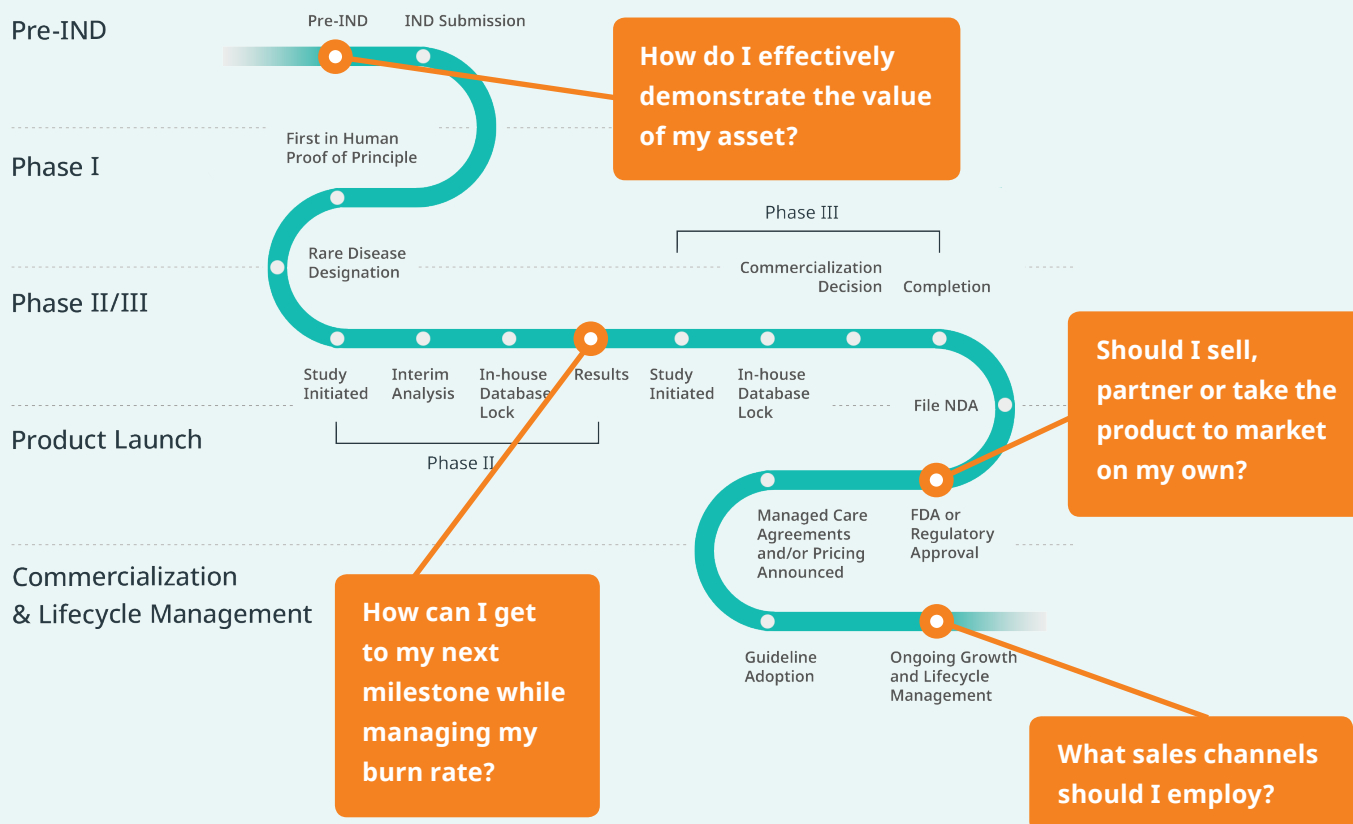 Pre-IND
Pre-IND
IND Submission
How do I effectively
demonstrate the value
of my asset?
First in Human
Proof of Principle
Phase I
Phase III
Rare Disease
Designation
Commercialization
Decision
Completion
Phase II/III
Should I sell,
partner or take the
product to market
on my own?
Study
Initiated
Interim
Analysis
In-house
Database
Lock
Results
Study
Initiated
In-house
Database
Lock
File NDA
Product Launch
Phase II
Managed Care
Agreements
and/or Pricing
Announced
FDA or
Regulatory
Approval
Commercialization
& Lifecycle Management
How can I get
to my next
milestone while
managing my
burn rate?
Guideline
Adoption
Ongoing Growth
and Lifecycle
Management
What sales channels
should I employ?